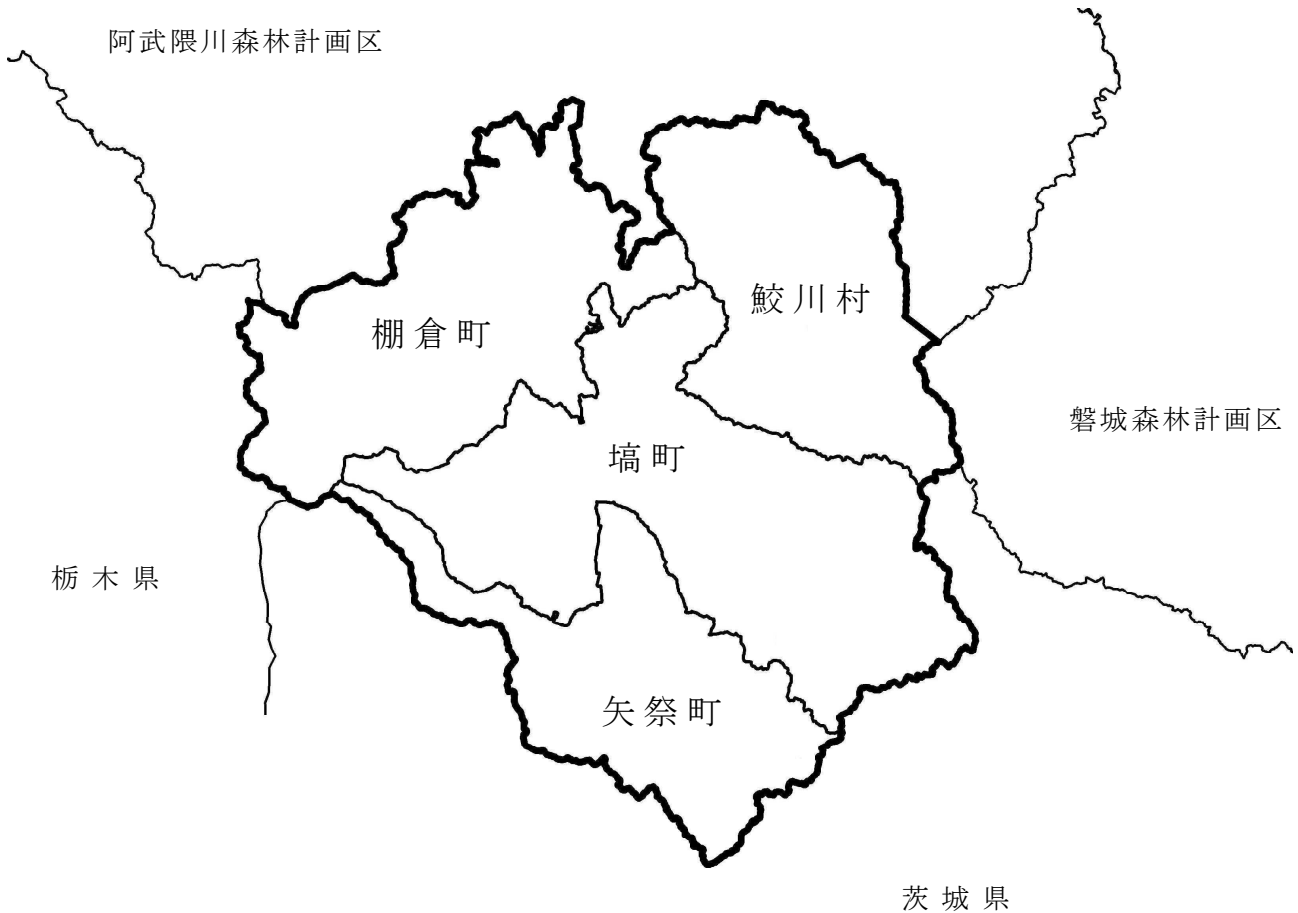 阿武隈川森林計画区
鮫川村
棚倉町
磐城森林計画区
塙町
栃木県
矢祭町
茨城県